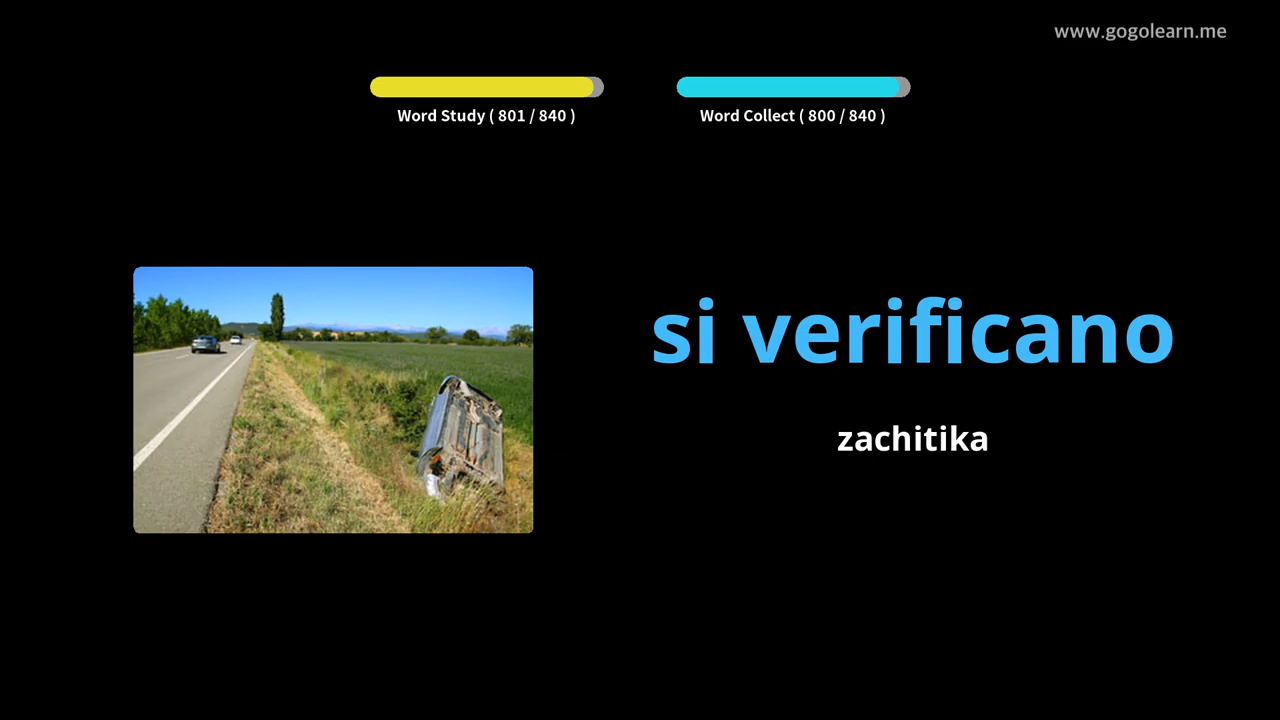 www.gogolearn.me
Word Study ( 801 / 840 )
Word Collect ( 800 / 840 )
si verificano
zachitika